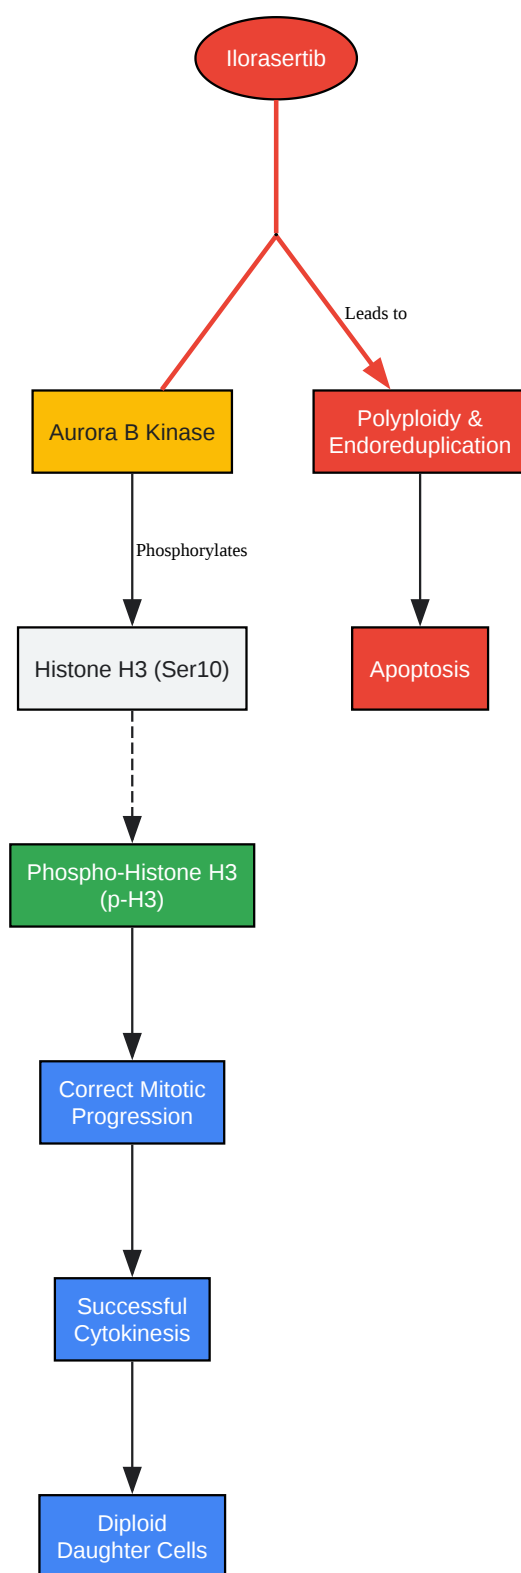 Ilorasertib
Leads to
Aurora B Kinase
Polyploidy &
Endoreduplication
Phosphorylates
Histone H3 (Ser10)
Apoptosis
Phospho-Histone H3
(p-H3)
Correct Mitotic
Progression
Successful
Cytokinesis
Diploid
Daughter Cells